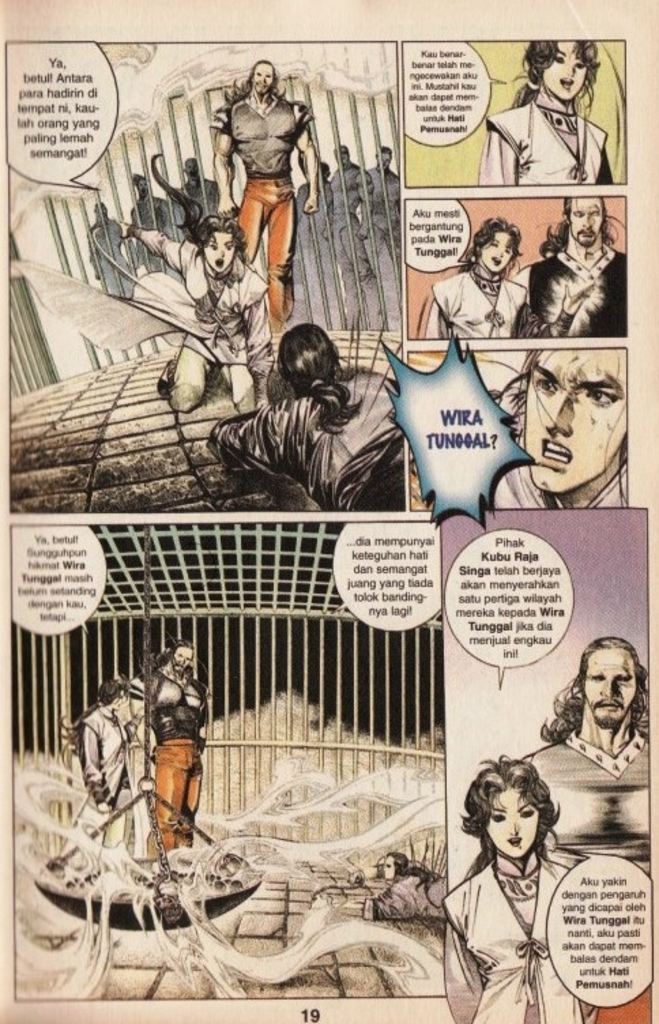 Ya,
betul! Antara
para hadirin di
tempat ni, kau-
lah orang yang
paling lemah
semangat!
Kau benar-
benar telah me-
ngecewakan aku
ini. Mustahil kau
akan dapat mem-
balas dendam
untuk Hati
Pemusnah!
Aku mesti
bergantung
pada Wira
Tunggal!
WIRA
TUNGGAL?
Ya, betul!
Sungguhpun
hikmat Wira
Tunggal masih
belum setanding
dengan kau,
tetapi...
...dia mempunyai
keteguhan hati
dan semangat
juang yang tiada
tolok banding-
nya lagi!
Pihak
Kubu Raja
Singa telah berjaya
akan menyerahkan
satu pertiga wilayah
mereka kepada Wira
Tunggal jika dia
menjual engkau
ini!
Aku yakin
dengan pengaruh
yang dicapai oleh
Wira Tunggal itu
nanti, aku pasti
akan dapat mem-
balas dendam
untuk Hati
Pemusnah!
19